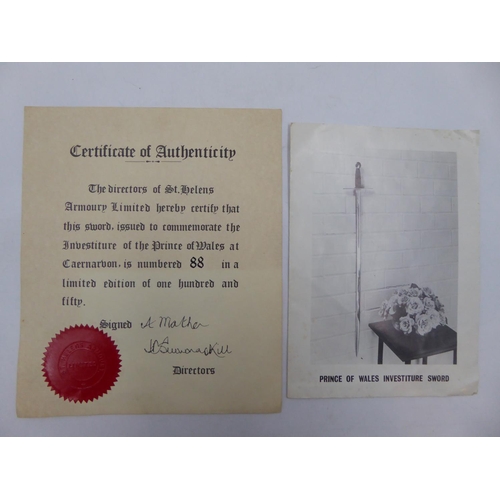 Certificate of Authenticity
The directors of St. Helens
Armoury Limited hereby certify that
this sword, issued to commemorate the
Investiture of the Prince of Wales at
Caernarvon, is numbered 88 in a
limited edition of one hundred and
fifty.
Signed A Mather
Directors
PRINCE OF WALES INVESTITURE SWORD